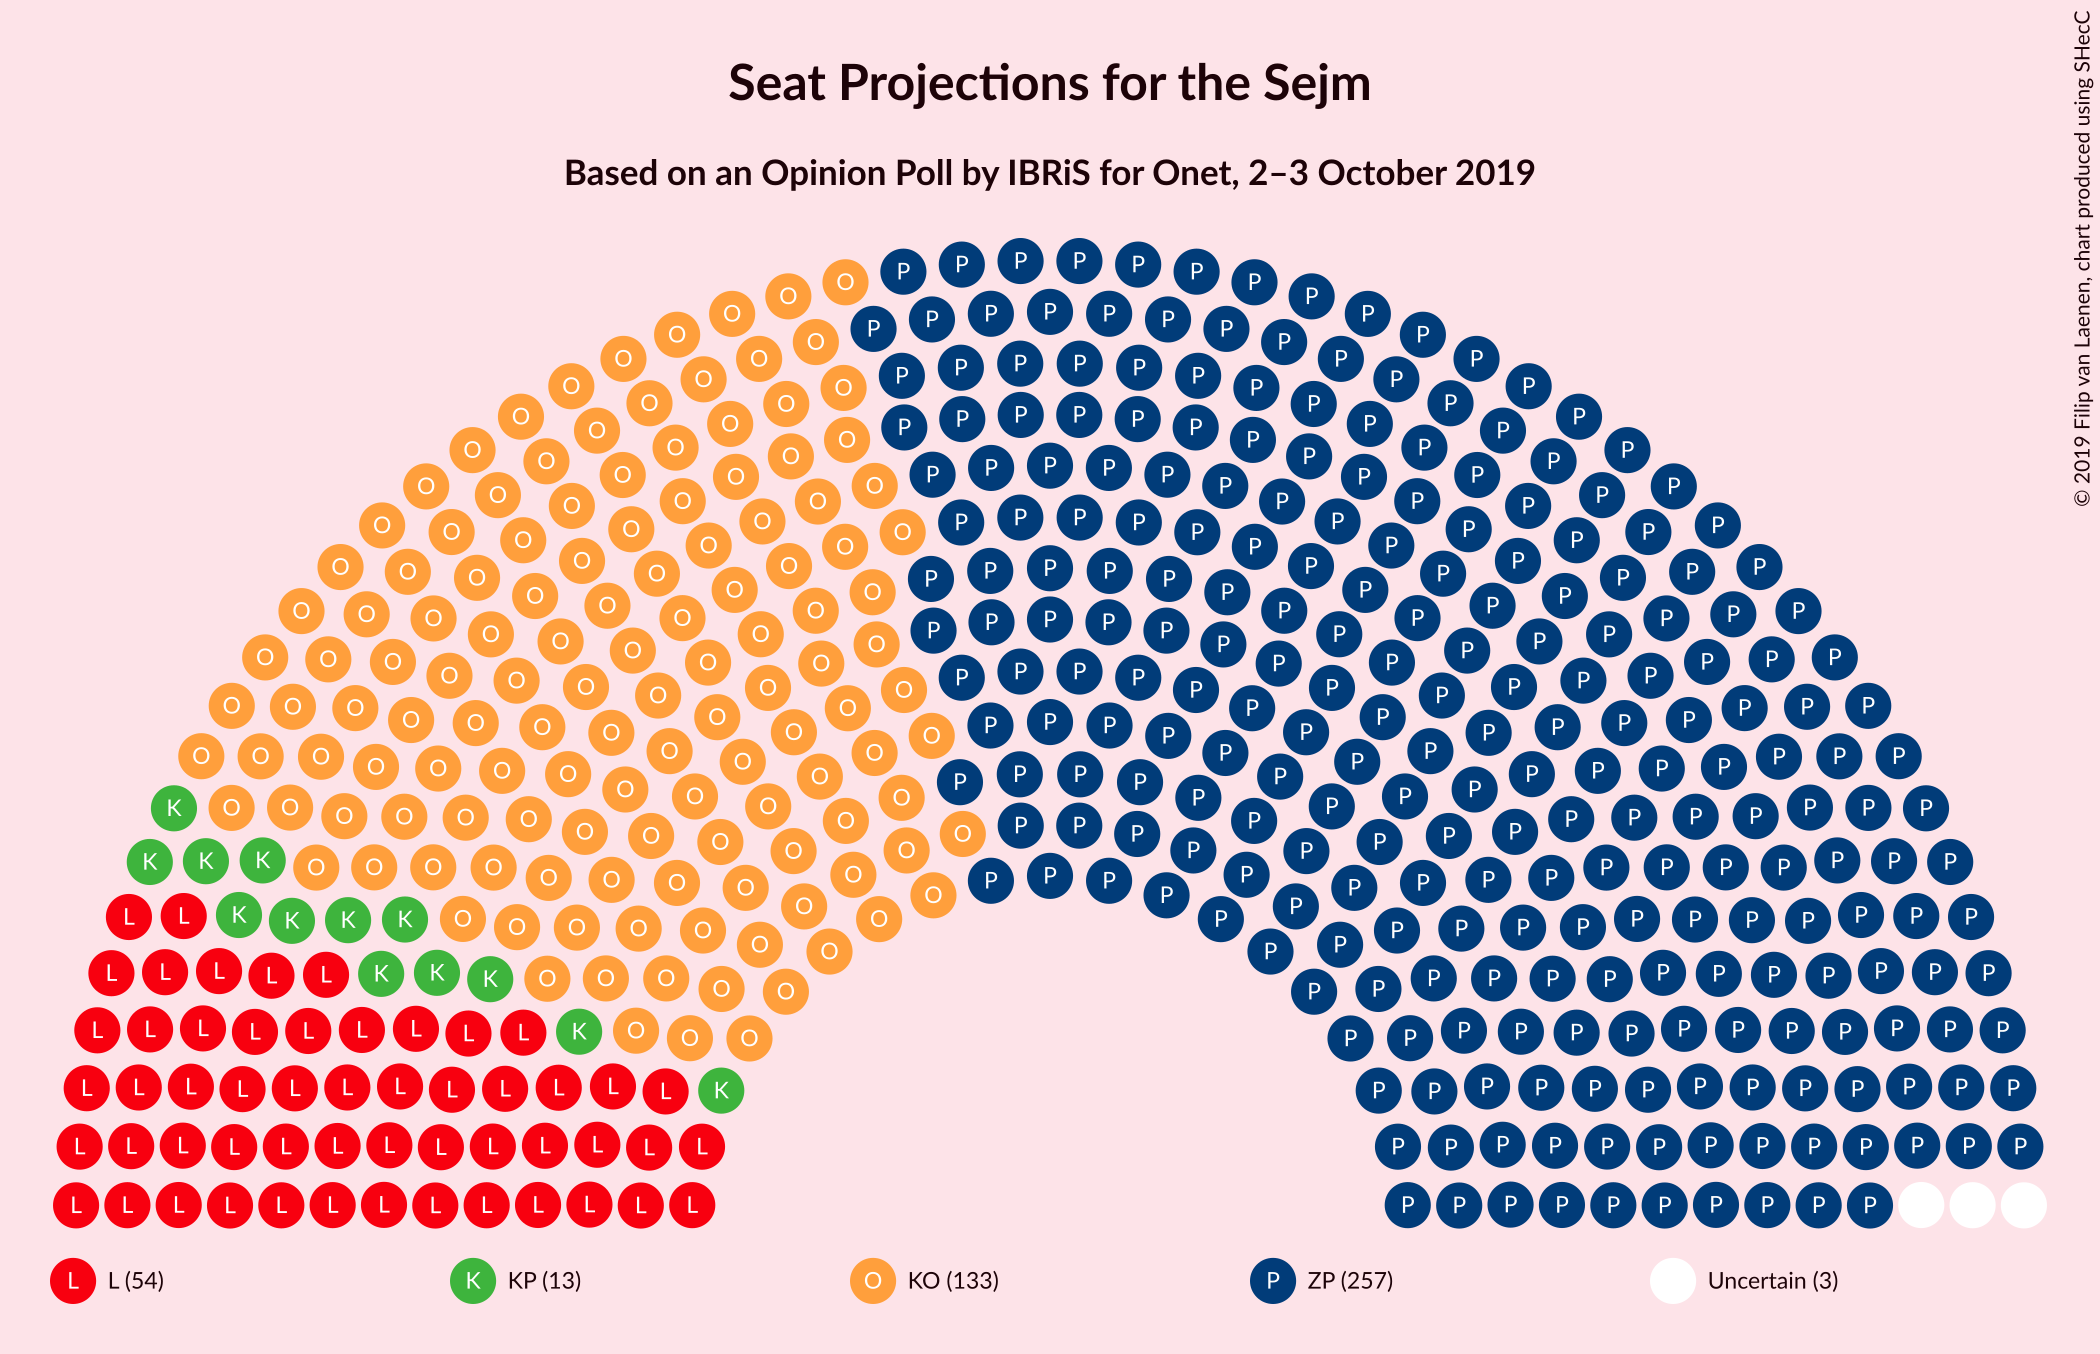 Seat Projections for the Sejm
Based on an Opinion Poll by IBRiS for Onet, 2–3 October 2019
© 2019 Filip van Laenen, chart produced using SHecC
L L (54)
K KP (13)
O KO (133)
P ZP (257)
Uncertain (3)